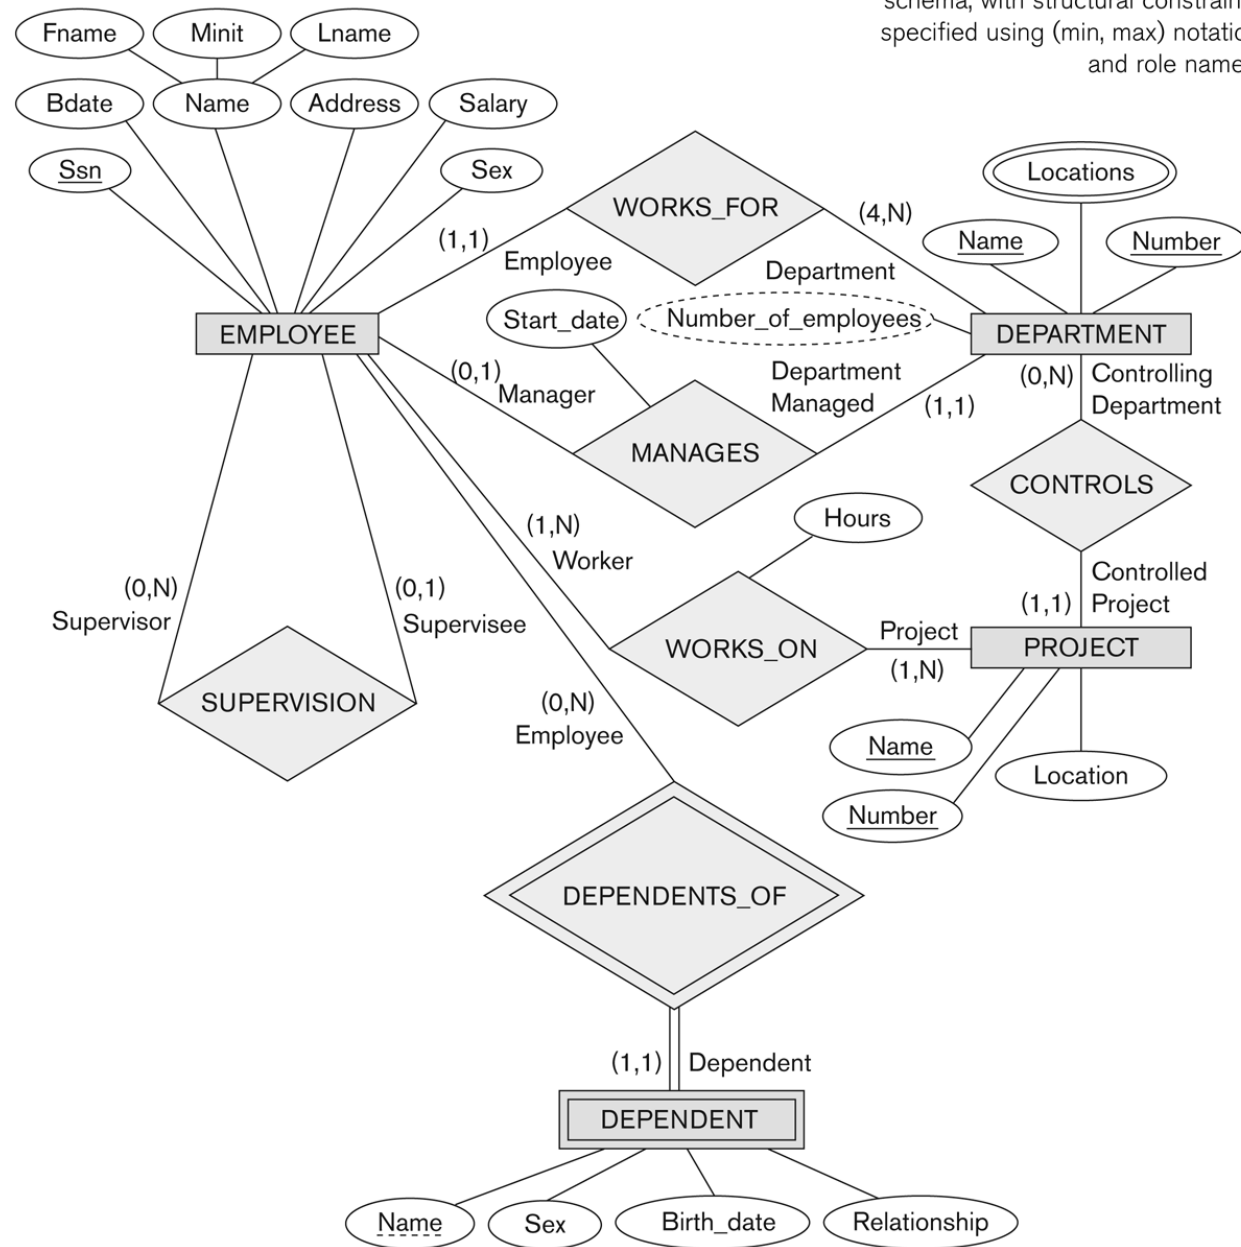 schema, with structural constrain
specified using (min, max) notatio
and role name
Fname
Minit
Lname
Bdate
Name
Address
Salary
Ssn
Sex
WORKS_FOR
Locations
(1,1)
Employee
(4,N)
Department
Name
Number
Start_date
Number_of_employees
EMPLOYEE
DEPARTMENT
(0,1)
Manager
Department
Managed
(1,1)
(0,N)
Controlling
Department
MANAGES
CONTROLS
Hours
(1,N)
Worker
(0,N)
Supervisor
(0,1)
Supervisee
Controlled
Project
(1,1)
WORKS_ON
Project
(1,N)
PROJECT
SUPERVISION
(0,N)
Employee
Name
Location
Number
DEPENDENTS_OF
(1,1)
Dependent
DEPENDENT
Name
Sex
Birth_date
Relationship